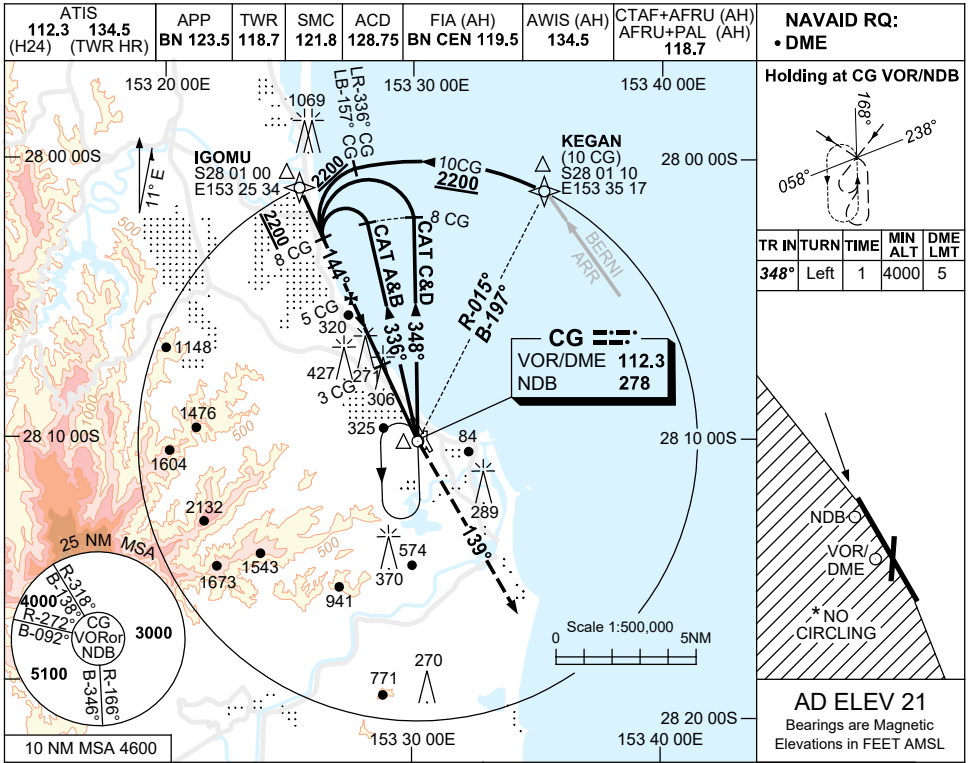 ATIS
112.3 134.5
(H24) (TWR HR)
APP
BN 123.5
TWR
118.7
SMC
121.8
ACD
128.75
FIA (AH)
BN CEN 119.5
AWIS (AH)
134.5
CTAF+AFRU (AH)
AFRU+PAL (AH)
118.7
NAVAID RQ:
• DME
153 20 00E
153 30 00E
153 40 00E
1069
LR-336° CG
LB-157° CG
11° E
28 00 00S
28 00 00S
IGOMU
S28 01 00
E153 25 34
KEGAN
(10 CG)
S28 01 10
E153 35 17
10CG
2200
2200
2200
8 CG
8 CG
144°
CAT A&B
336°
CAT C&D
348°
R-015°
B-197°
BERNI
ARR
500
1000
5 CG
320
427
271
306
3 CG
1148
CG
VOR/DME 112.3
NDB 278
1476
500
1604
325
84
28 10 00S
28 10 00S
289
2132
139°
500
1543
1673
574
370
941
25 NM MSA
R-318°
B-138°
4000
R-272°
B-092°
CG
VORor
NDB
3000
5100
R-166°
B-346°
Scale 1:500,000
0 5NM
270
771
28 20 00S
153 30 00E
153 40 00E
10 NM MSA 4600
Holding at CG VOR/NDB
168°
238°
058°
TR IN TURN TIME MIN ALT DME LMT
348° Left 1 4000 5
NDB
VOR/
DME
*NO
CIRCLING
AD ELEV 21
Bearings are Magnetic
Elevations in FEET AMSL